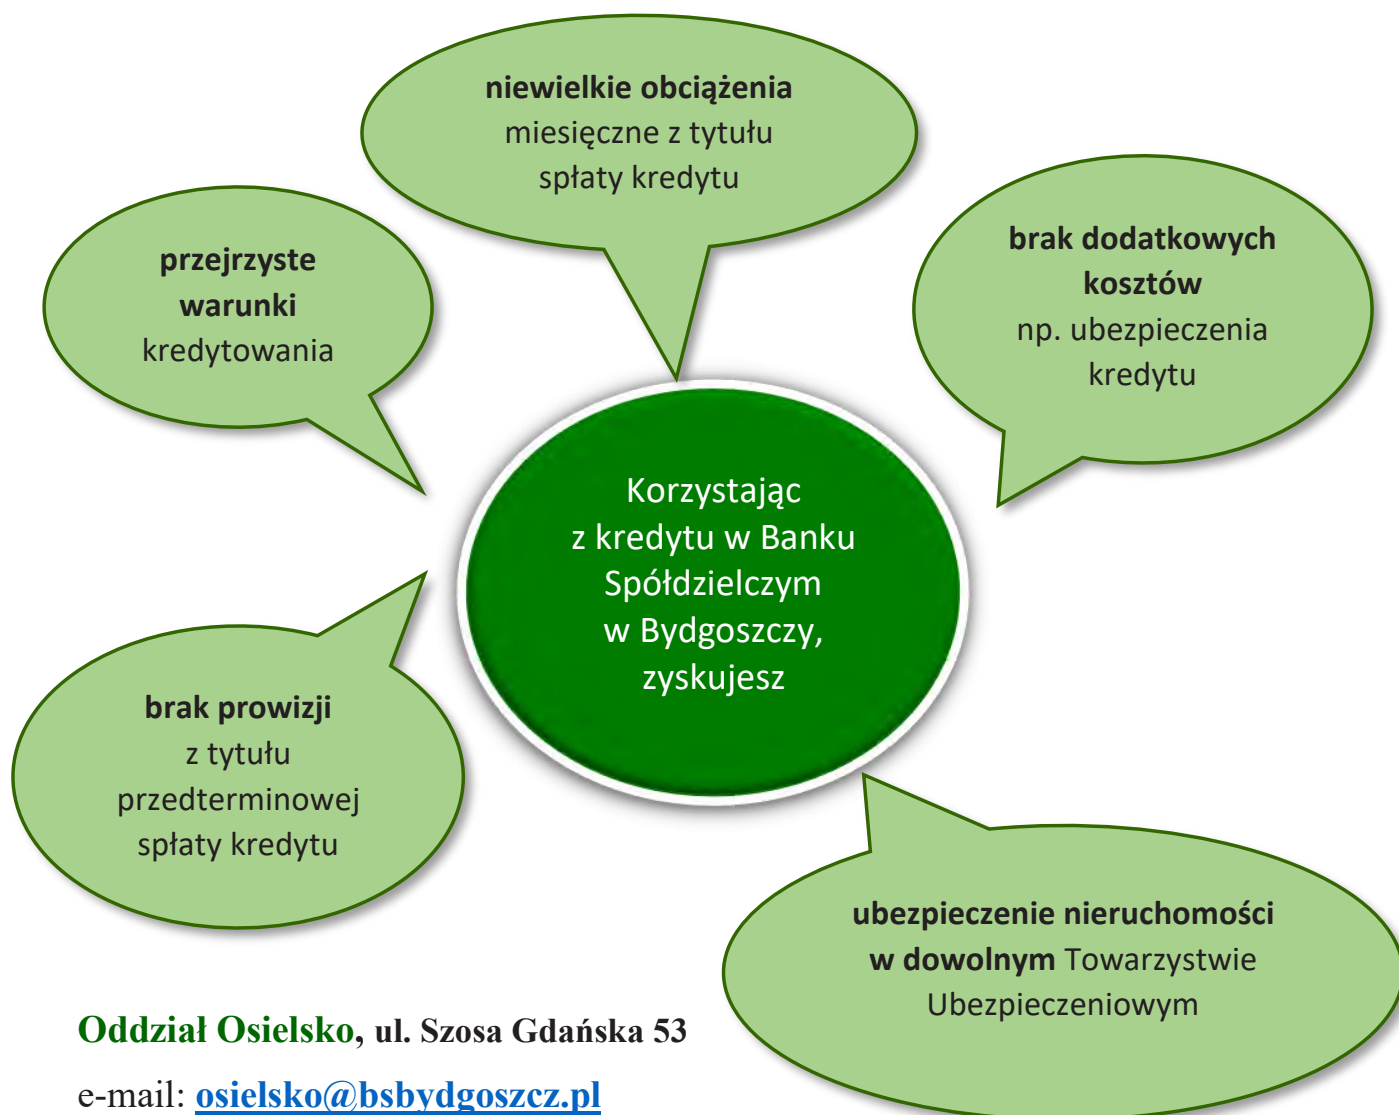 niewielkie obciążenia
miesięczne z tytułu
spłaty kredytu
przejrzyste
warunki
kredytowania
brak dodatkowych
kosztów
np. ubezpieczenia
kredytu
Korzystając
z kredytu w Banku
Spółdzielczym
w Bydgoszczy,
zyskujesz
brak prowizji
z tytułu
przedterminowej
spłaty kredytu
ubezpieczenie nieruchomości
w dowolnym Towarzystwie
Ubezpieczeniowym
Oddział Osielsko, ul. Szosa Gdańska 53
e-mail: osielsko@bsbydgoszcz.pl